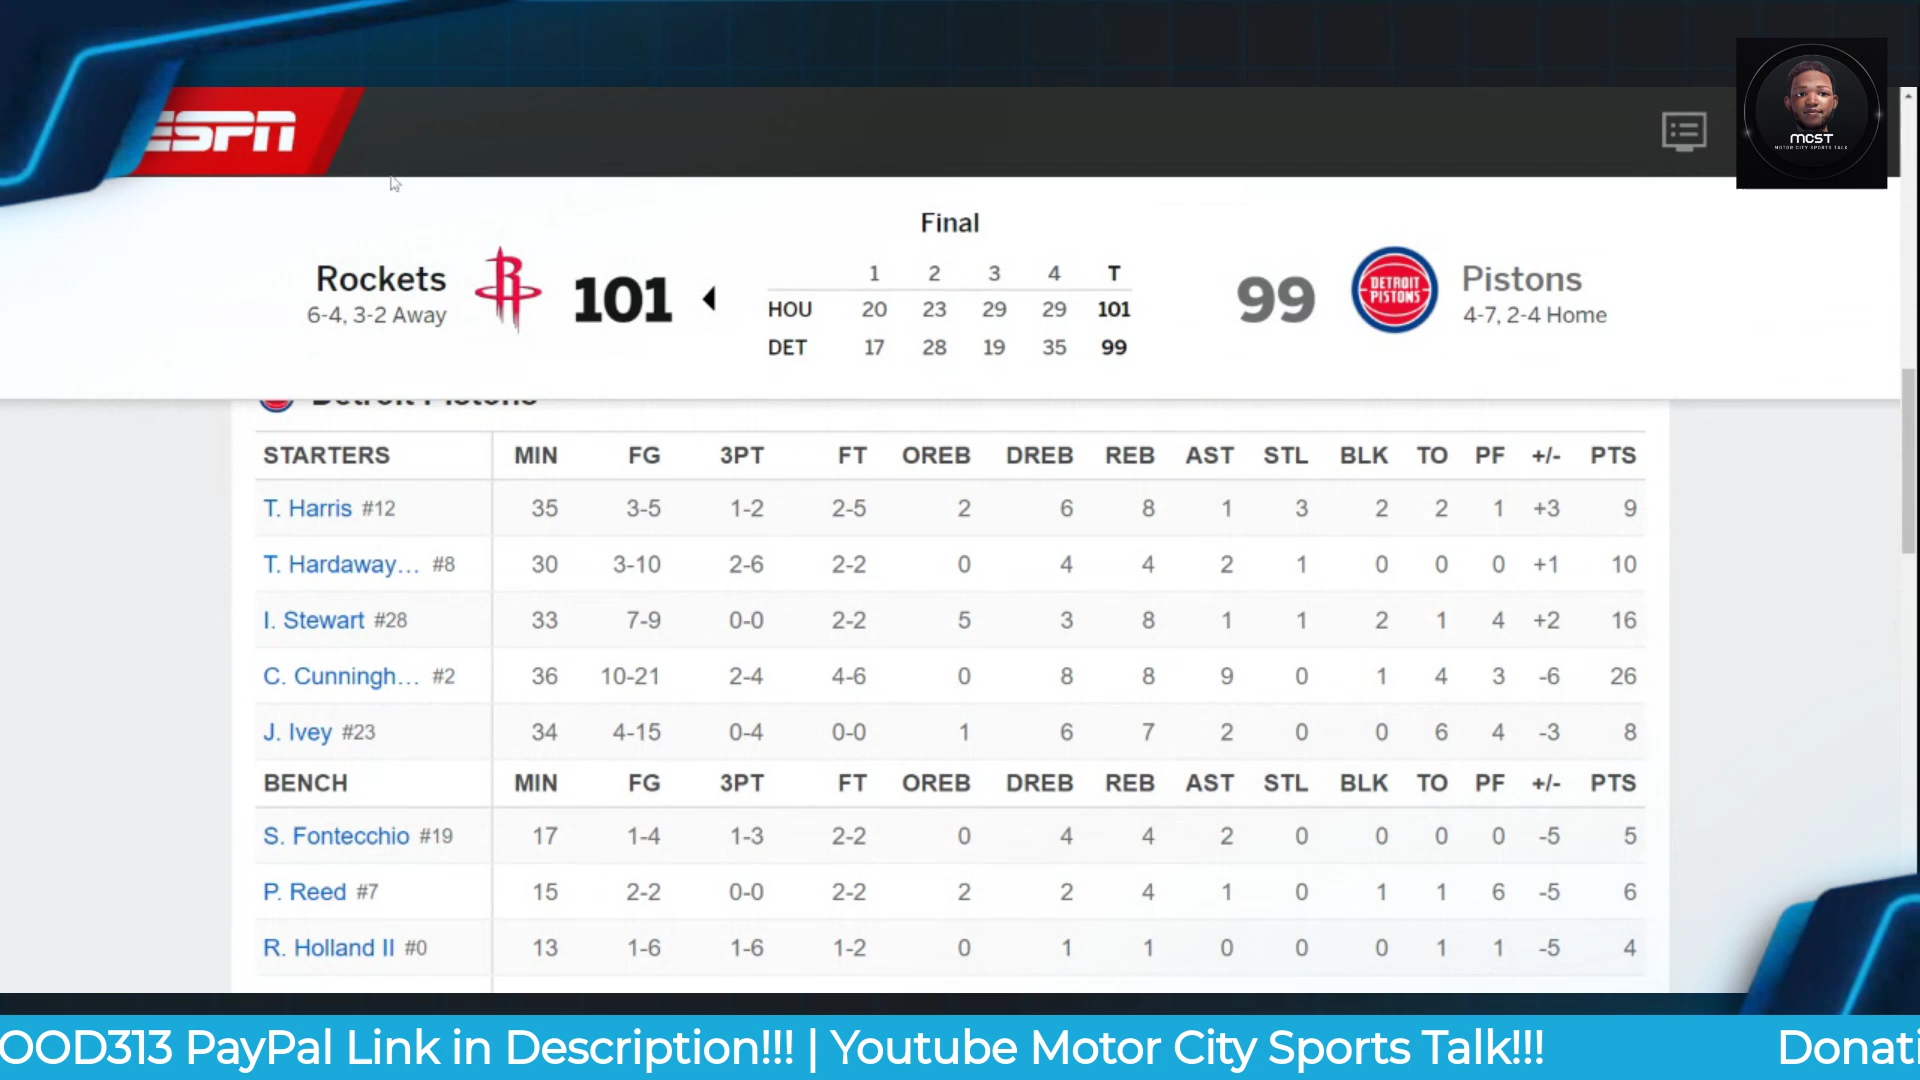 ESPN
MCST
MOTOR CITY SPORTS TALK
Final
Rockets
6-4, 3-2 Away
101
1 2 3 4 T
HOU 20 23 29 29 101
DET 17 28 19 35 99
99
DETROIT
PISTONS
Pistons
4-7, 2-4 Home
Detroit Pistons
STARTERS MIN FG 3PT FT OREB DREB REB AST STL BLK TO PF +/- PTS
T. Harris #12 35 3-5 1-2 2-5 2 6 8 1 3 2 2 1 +3 9
T. Hardaway... #8 30 3-10 2-6 2-2 0 4 4 2 1 0 0 0 +1 10
I. Stewart #28 33 7-9 0-0 2-2 5 3 8 1 1 2 1 4 +2 16
C. Cunningh... #2 36 10-21 2-4 4-6 0 8 8 9 0 1 4 3 -6 26
J. Ivey #23 34 4-15 0-4 0-0 1 6 7 2 0 0 6 4 -3 8
BENCH MIN FG 3PT FT OREB DREB REB AST STL BLK TO PF +/- PTS
S. Fontecchio #19 17 1-4 1-3 2-2 0 4 4 2 0 0 0 0 -5 5
P. Reed #7 15 2-2 0-0 2-2 2 2 4 1 0 1 1 6 -5 6
R. Holland II #0 13 1-6 1-6 1-2 0 1 1 0 0 0 1 1 -5 4
OOD313 PayPal Link in Description!!! | Youtube Motor City Sports Talk!!! Donati